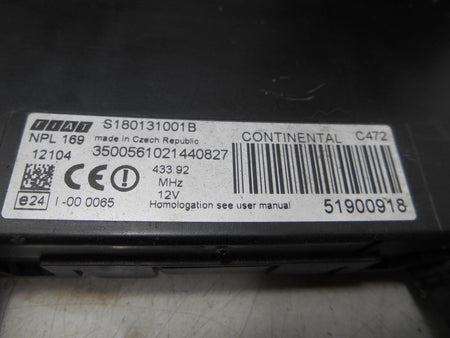 FIAT S180131001B
NPL 169 made in Czech Republic CONTINENTAL C472
12104 3500561021440827
CE 433.92
MHz
12V
e24 I -00 0065 Homologation see user manual 51900918